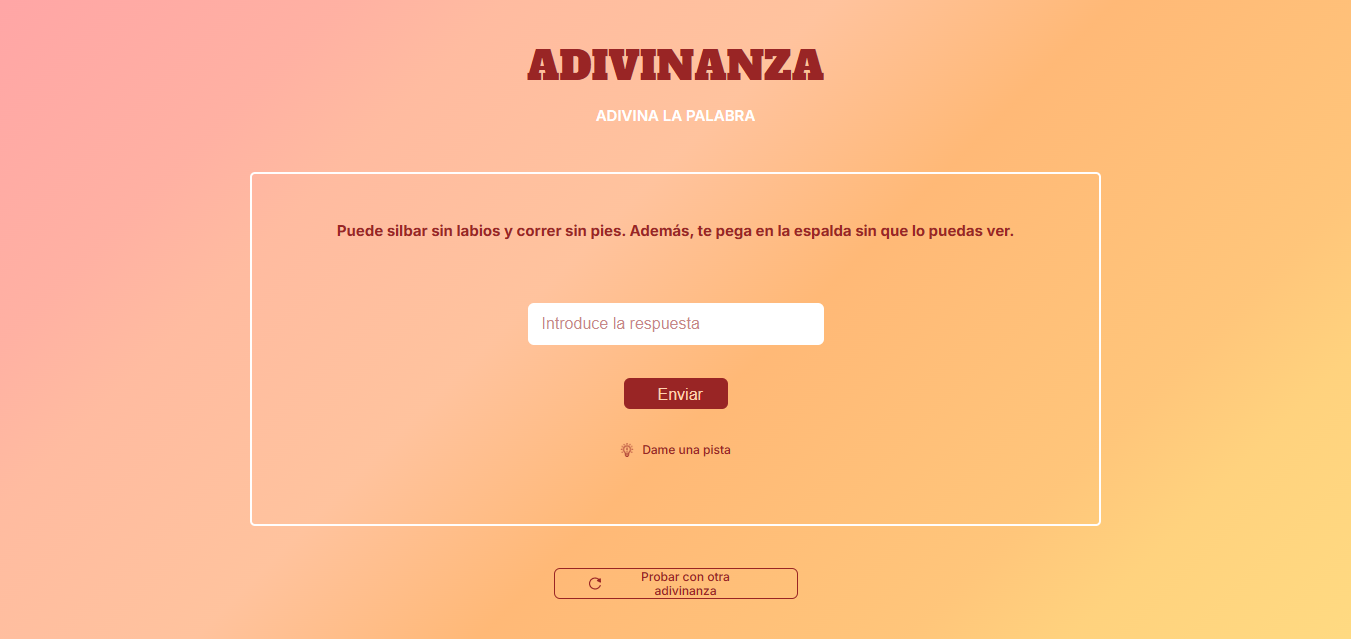 ADIVINANZA
ADIVINA LA PALABRA
Puede silbar sin labios y correr sin pies. Además, te pega en la espalda sin que lo puedas ver.
Introduce la respuesta
Enviar
Dame una pista
Probar con otra
adivinanza